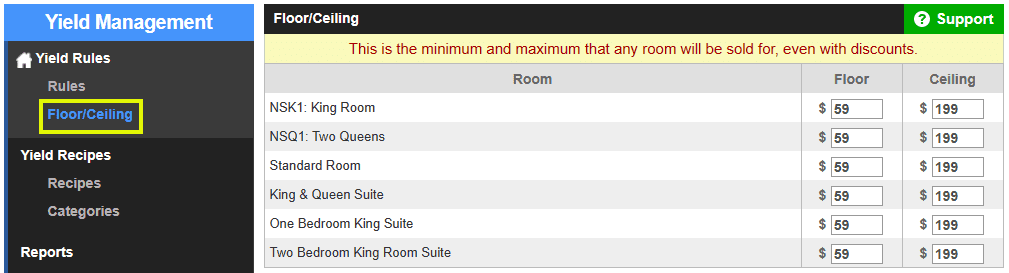 Yield Management
Yield Rules
Rules
Floor/Ceiling
Yield Recipes
Recipes
Categories
Reports
Floor/Ceiling
? Support
This is the minimum and maximum that any room will be sold for, even with discounts.
Room Floor Ceiling
NSK1: King Room $ 59 $ 199
NSQ1: Two Queens $ 59 $ 199
Standard Room $ 59 $ 199
King & Queen Suite $ 59 $ 199
One Bedroom King Suite $ 59 $ 199
Two Bedroom King Room Suite $ 59 $ 199